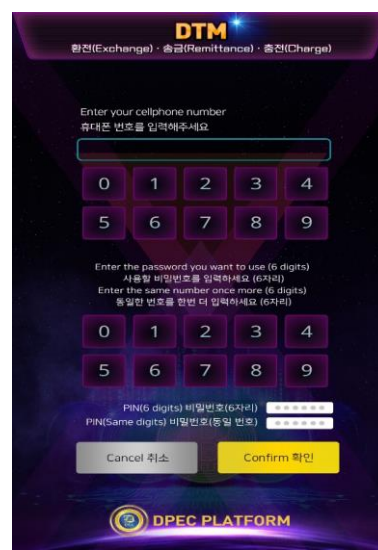 DTM
환전(Exchange) · 송금(Remittance) · 충전(Charge)
Enter your cellphone number
휴대폰 번호를 입력해주세요
0 1 2 3 4
5 6 7 8 9
Enter the password you want to use (6 digits)
사용할 비밀번호를 입력하세요 (6자리)
Enter the same number once more (6 digits)
동일한 번호를 한번 더 입력하세요 (6자리)
0 1 2 3 4
5 6 7 8 9
PIN(6 digits) 비밀번호(6자리)
PIN(Same digits) 비밀번호(동일 번호)
Cancel 취소 Confirm 확인
DPEC PLATFORM